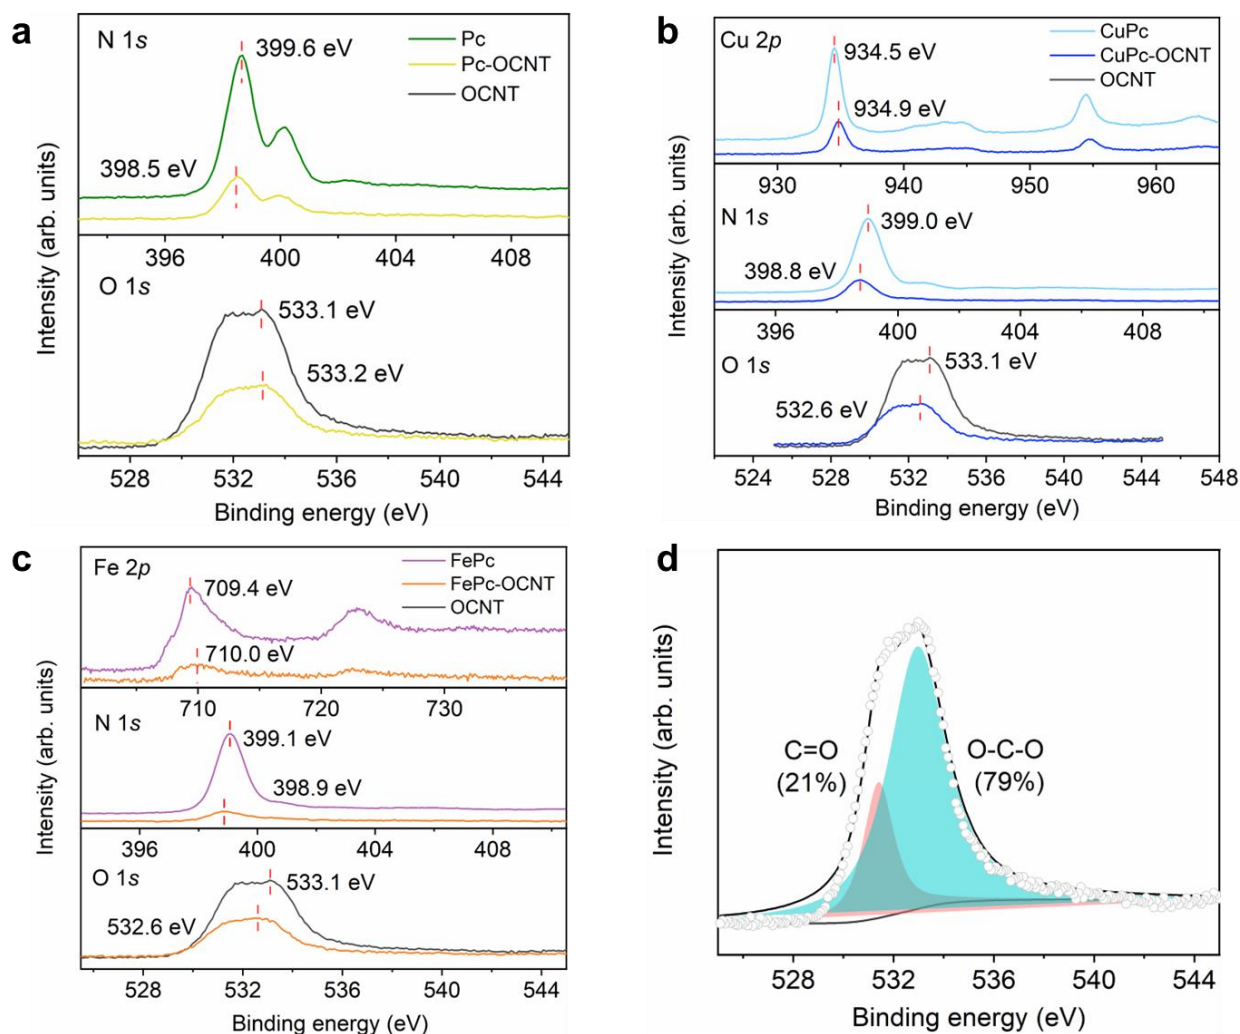 a
N 1s
399.6 eV
398.5 eV
Pc
Pc-OCNT
OCNT
396 400 404 408
O 1s
533.1 eV
533.2 eV
528 532 536 540 544
Binding energy (eV)
Intensity (arb. units)
b
Cu 2p
934.5 eV
934.9 eV
CuPc
CuPc-OCNT
OCNT
930 940 950 960
N 1s
399.0 eV
398.8 eV
396 400 404 408
O 1s
533.1 eV
532.6 eV
524 528 532 536 540 544 548
Binding energy (eV)
Intensity (arb. units)
c
Fe 2p
709.4 eV
710.0 eV
FePc
FePc-OCNT
OCNT
710 720 730
N 1s
399.1 eV
398.9 eV
396 400 404 408
O 1s
533.1 eV
532.6 eV
528 532 536 540 544
Binding energy (eV)
Intensity (arb. units)
d
C=O
(21%)
O-C-O
(79%)
528 532 536 540 544
Binding energy (eV)
Intensity (arb. units)